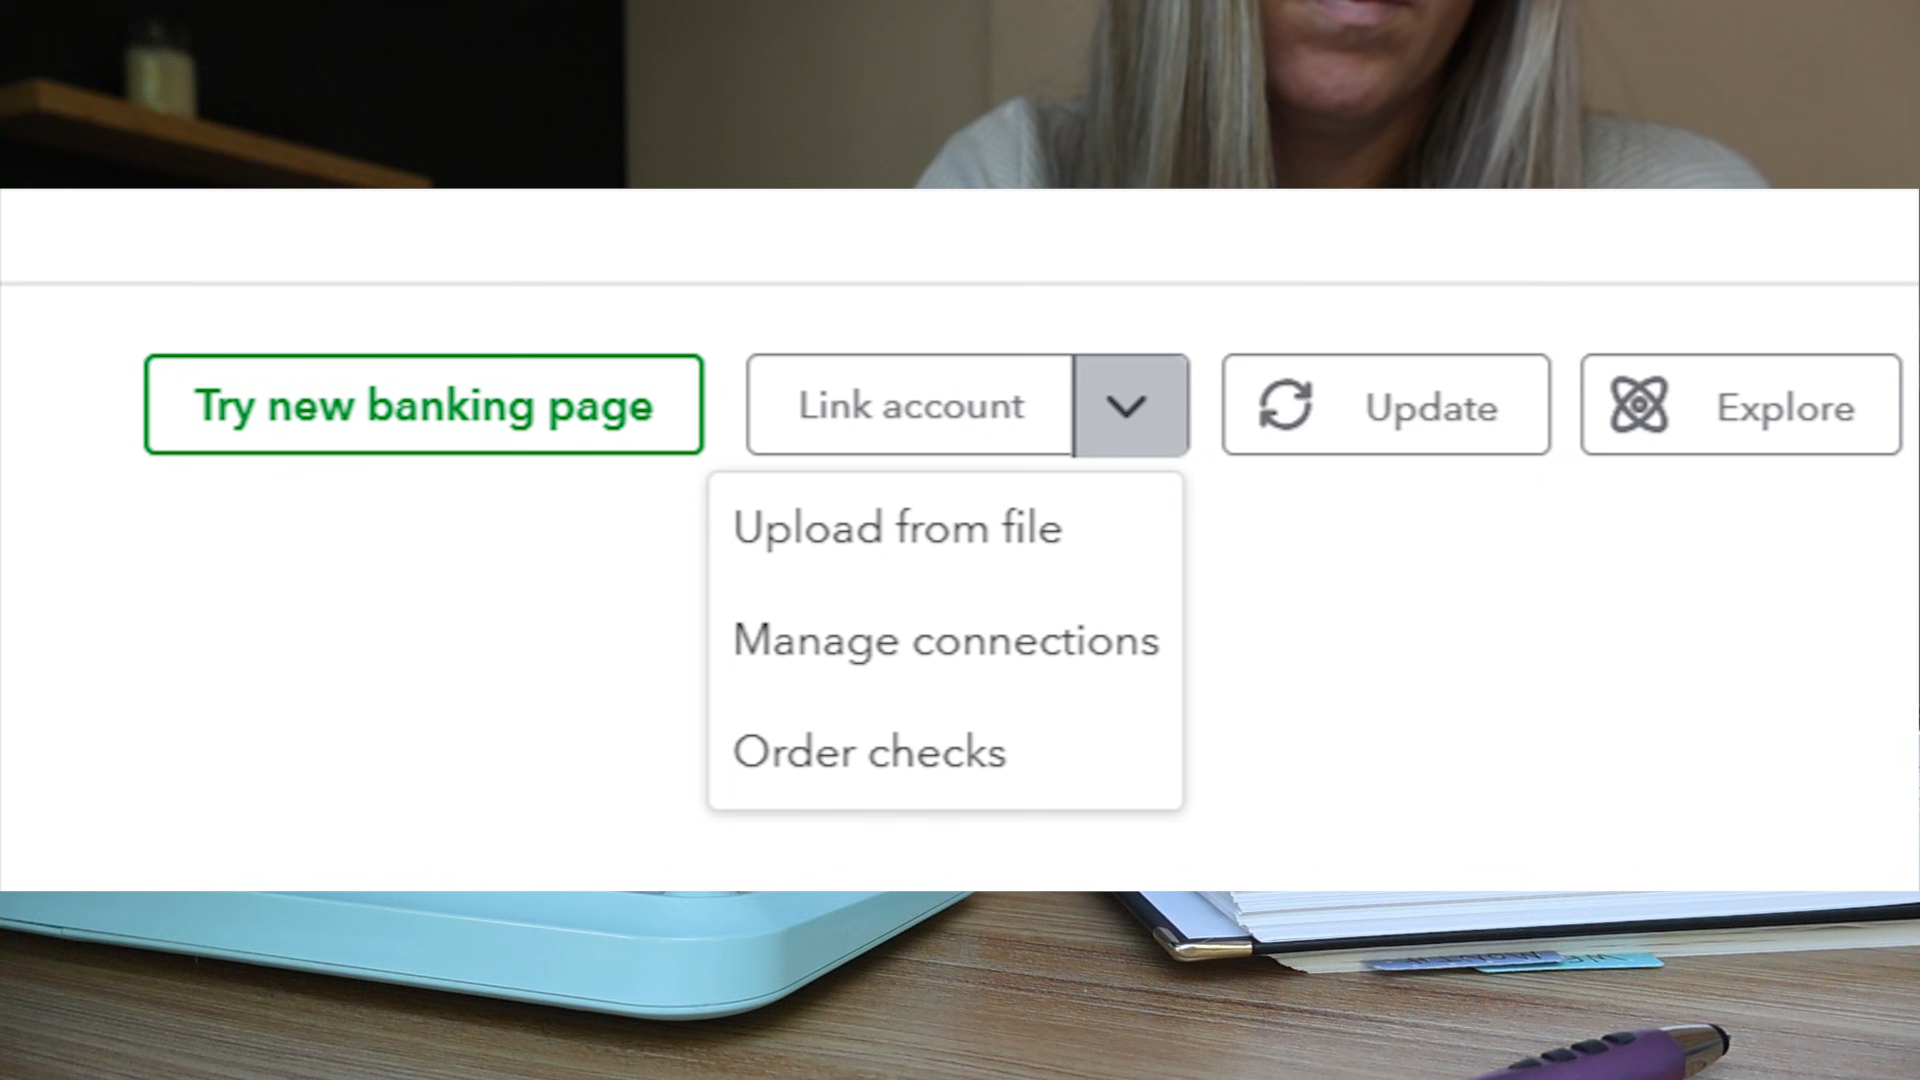 Try new banking page
Link account
Update
Explore
Upload from file
Manage connections
Order checks